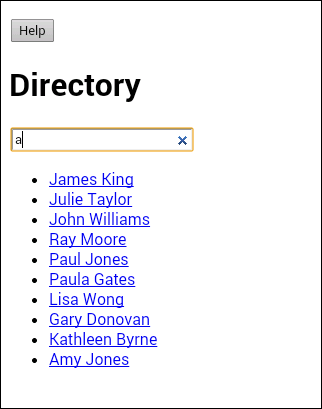 Help
Directory
a
James King
Julie Taylor
John Williams
Ray Moore
Paul Jones
Paula Gates
Lisa Wong
Gary Donovan
Kathleen Byrne
Amy Jones